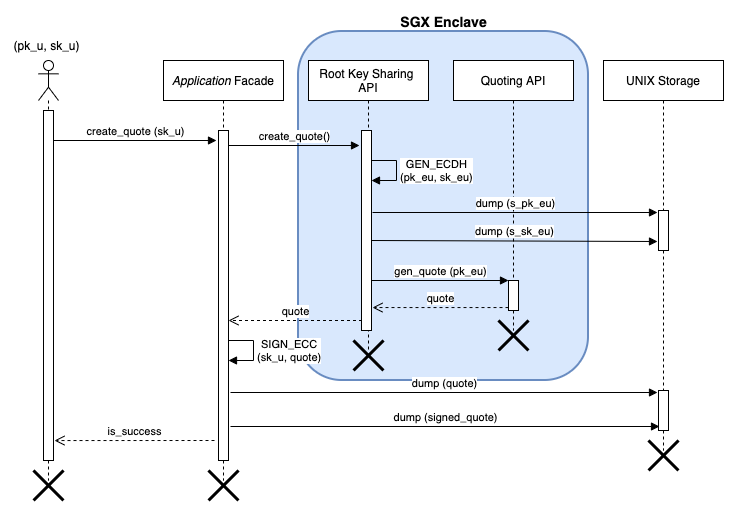 SGX Enclave
(pk_u, sk_u)
Application Facade
Root Key Sharing
API
Quoting API
UNIX Storage
create_quote (sk_u)
create_quote()
GEN_ECDH
(pk_eu, sk_eu)
dump (s_pk_eu)
dump (s_sk_eu)
gen_quote (pk_eu)
quote
quote
SIGN_ECC
(sk_u, quote)
dump (quote)
dump (signed_quote)
is_success